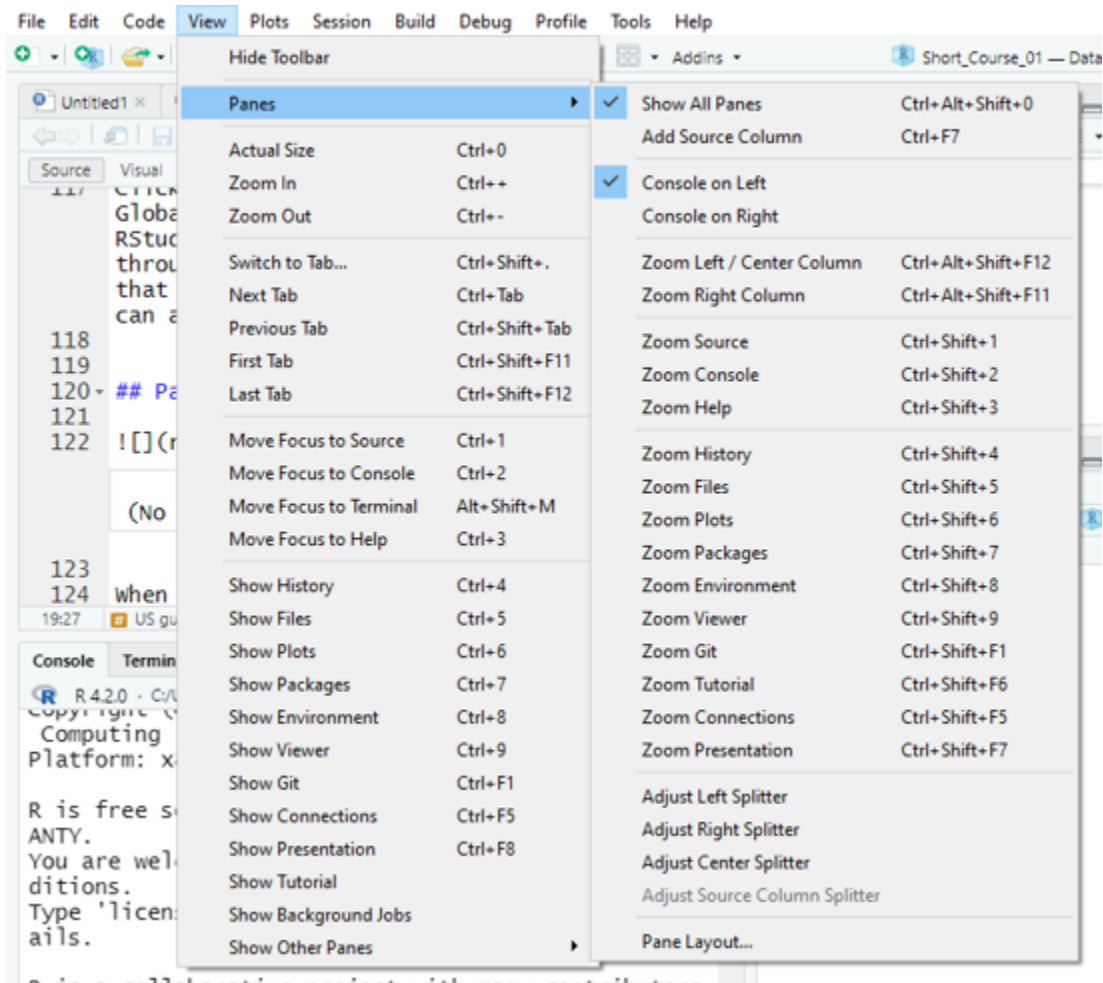 File Edit Code View Plots Session Build Debug Profile Tools Help
Addins Short_Course_01 — Data
Untitled1
Source Visual
Hide Toolbar
Panes
Actual Size Ctrl+0
Zoom In Ctrl++
Zoom Out Ctrl+-
Switch to Tab... Ctrl+Shift+.
Next Tab Ctrl+Tab
Previous Tab Ctrl+Shift+Tab
First Tab Ctrl+Shift+F11
Last Tab Ctrl+Shift+F12
Move Focus to Source Ctrl+1
Move Focus to Console Ctrl+2
Move Focus to Terminal Alt+Shift+M
Move Focus to Help Ctrl+3
Show History Ctrl+4
Show Files Ctrl+5
Show Plots Ctrl+6
Show Packages Ctrl+7
Show Environment Ctrl+8
Show Viewer Ctrl+9
Show Git Ctrl+F1
Show Connections Ctrl+F5
Show Presentation Ctrl+F8
Show Tutorial
Show Background Jobs
Show Other Panes
Show All Panes Ctrl+Alt+Shift+0
Add Source Column Ctrl+F7
Console on Left
Console on Right
Zoom Left / Center Column Ctrl+Alt+Shift+F12
Zoom Right Column Ctrl+Alt+Shift+F11
Zoom Source Ctrl+Shift+1
Zoom Console Ctrl+Shift+2
Zoom Help Ctrl+Shift+3
Zoom History Ctrl+Shift+4
Zoom Files Ctrl+Shift+5
Zoom Plots Ctrl+Shift+6
Zoom Packages Ctrl+Shift+7
Zoom Environment Ctrl+Shift+8
Zoom Viewer Ctrl+Shift+9
Zoom Git Ctrl+Shift+F1
Zoom Tutorial Ctrl+Shift+F6
Zoom Connections Ctrl+Shift+F5
Zoom Presentation Ctrl+Shift+F7
Adjust Left Splitter
Adjust Right Splitter
Adjust Center Splitter
Adjust Source Column Splitter
Pane Layout...
117
Globa
RStud
throu
that
can a
118
119
120 ## Pa
121
122 ![](r
(No
123
124 When
19:27 US gu
Console Termin
R 4.2.0 · C:/U
Computing
Platform: x
R is free s
ANTY.
You are wel
ditions.
Type 'licen
ails.